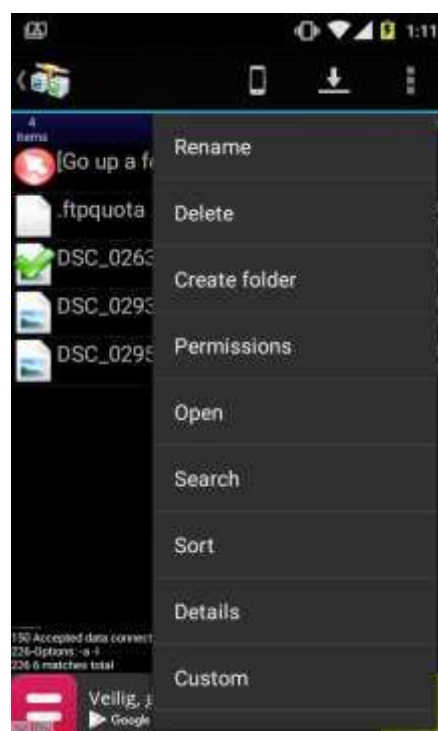 1:11
4
items
[Go up a fo
Rename
.ftpquota
Delete
DSC_0263
Create folder
DSC_0293
Permissions
DSC_0295
Open
Search
Sort
Details
150 Accepted data connect
226-Options: -a -l
226 6 matches total
Custom
Veilig, g
Google